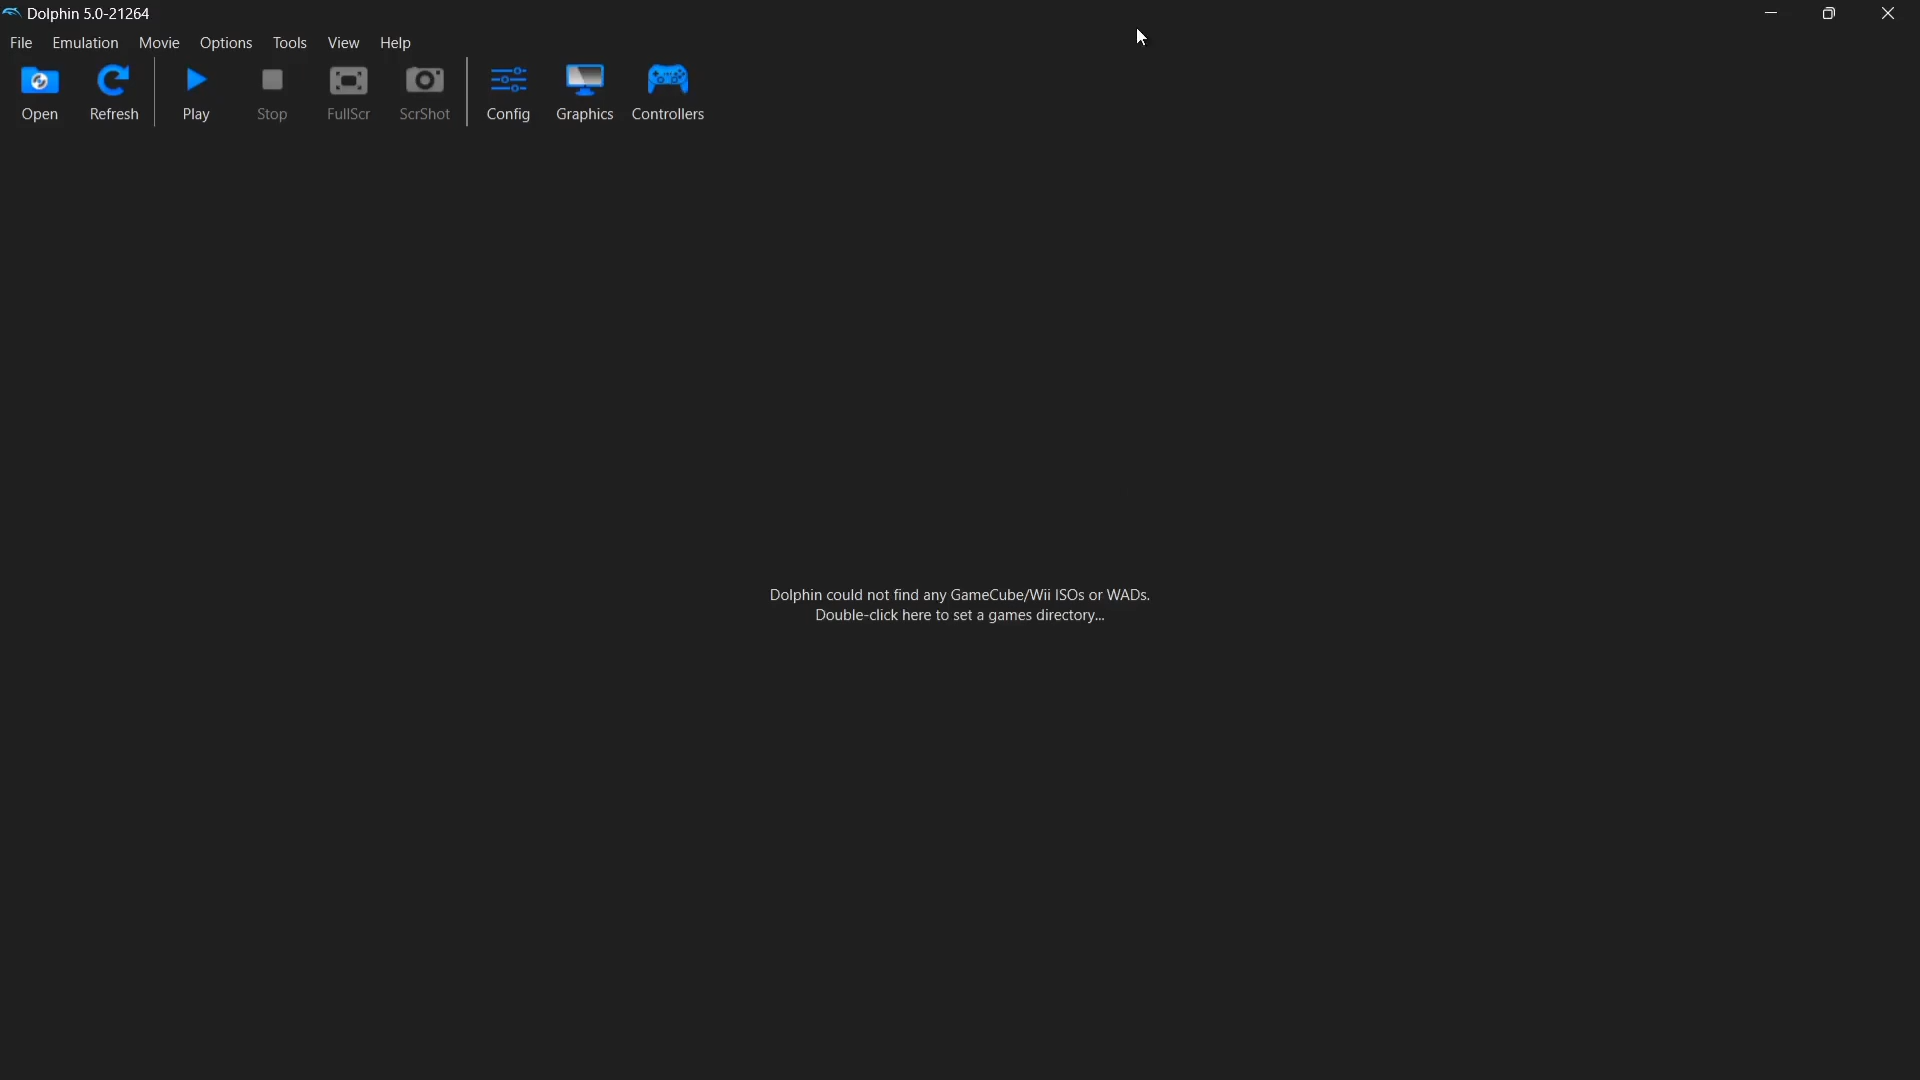 Dolphin 5.0-21264
File Emulation Movie Options Tools View Help
Open Refresh Play Stop FullScr ScrShot Config Graphics Controllers
Dolphin could not find any GameCube/Wii ISOs or WADs.
Double-click here to set a games directory...